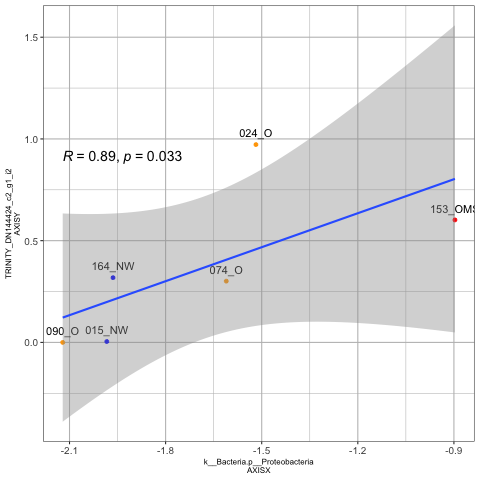 1.5
1.0
0.5
0.0
-2.1
-1.8
-1.5
-1.2
-0.9
TRINITY_DN144424_c2_g1_i2
AXISY
k__Bacteria.p__Proteobacteria
AXISX
R = 0.89, p = 0.033
024_O
153_OMS
164_NW
074_O
090_O
015_NW